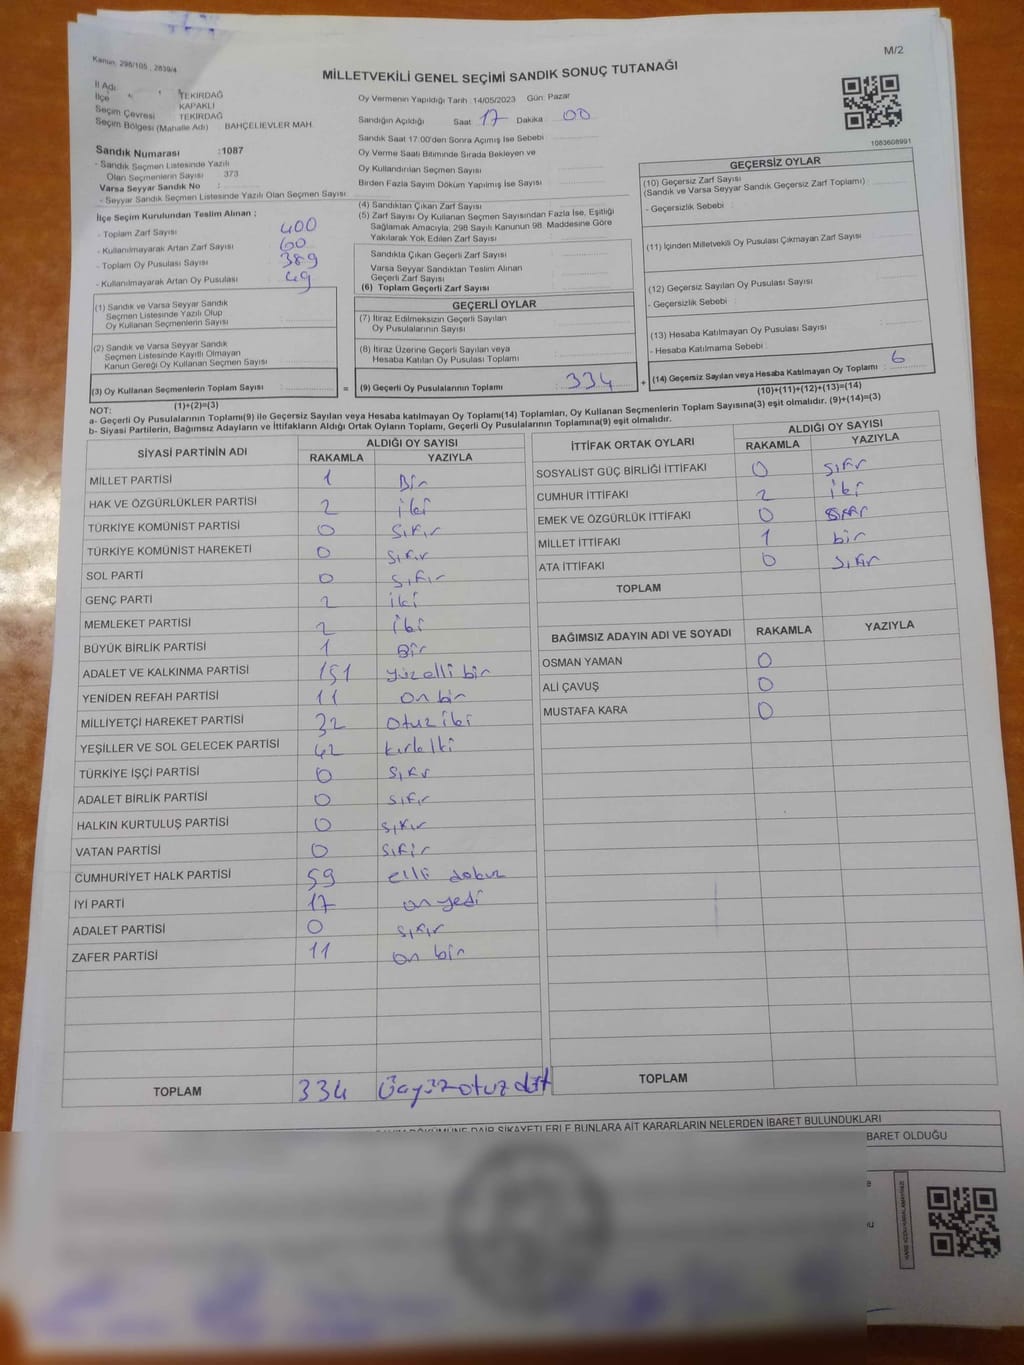 Kanun: 298/105, 2839/4
M/2
MİLLETVEKİLİ GENEL SEÇİMİ SANDIK SONUÇ TUTANAĞI
İl Adı : TEKİRDAĞ
İlçe : KAPAKLI
Seçim Çevresi TEKİRDAĞ
Seçim Bölgesi (Mahalle Adı) : BAHÇELİEVLER MAH.
Sandık Numarası :1087
- Sandık Seçmen Listesinde Yazılı
Olan Seçmenlerin Sayısı : 373
Varsa Seyyar Sandık No :
- Seyyar Sandık Seçmen Listesinde Yazılı Olan Seçmen Sayısı :
İlçe Seçim Kurulundan Teslim Alınan ;
- Toplam Zarf Sayısı 400
- Kullanılmayarak Artan Zarf Sayısı 60
- Toplam Oy Pusulası Sayısı 389
- Kullanılmayarak Artan Oy Pusulası 49
(1) Sandık ve Varsa Seyyar Sandık
Seçmen Listesinde Yazılı Olup
Oy Kullanan Seçmenlerin Sayısı :
(2) Sandık ve Varsa Seyyar Sandık
Seçmen Listesinde Kayıtlı Olmayan
Kanun Gereği Oy Kullanan Seçmen Sayısı :
(3) Oy Kullanan Seçmenlerin Toplam Sayısı :
(1)+(2)=(3)
Oy Vermenin Yapıldığı Tarih :14/05/2023 Gün: Pazar
Sandığın Açıldığı Saat 17 Dakika 00
Sandık Saat 17:00'den Sonra Açımış İse Sebebi :
Oy Verme Saati Bitiminde Sırada Bekleyen ve
Oy Kullandırılan Seçmen Sayısı
Birden Fazla Sayım Döküm Yapılmış İse Sayısı :
(4) Sandıktan Çıkan Zarf Sayısı :
(5) Zarf Sayısı Oy Kullanan Seçmen Sayısından Fazla İse, Eşitliği
Sağlamak Amacıyla, 298 Sayılı Kanunun 98. Maddesine Göre
Yakılarak Yok Edilen Zarf Sayısı :
Sandıkta Çıkan Geçerli Zarf Sayısı
Varsa Seyyar Sandıktan Teslim Alınan
Geçerli Zarf Sayısı
(6) Toplam Geçerli Zarf Sayısı
GEÇERLİ OYLAR
(7) İtiraz Edilmeksizin Geçerli Sayılan
Oy Pusulalarının Sayısı :
(8) İtiraz Üzerine Geçerli Sayılan veya
Hesaba Katılan Oy Pusulası Toplamı :
= (9) Geçerli Oy Pusulalarının Toplamı : 334 +
1083608991
GEÇERSİZ OYLAR
(10) Geçersiz Zarf Sayısı
(Sandık ve Varsa Seyyar Sandık Geçersiz Zarf Toplamı) :
- Geçersizlik Sebebi :
(11) İçinden Milletvekili Oy Pusulası Çıkmayan Zarf Sayısı :
(12) Geçersiz Sayılan Oy Pusulası Sayısı :
- Geçersizlik Sebebi :
(13) Hesaba Katılmayan Oy Pusulası Sayısı :
- Hesaba Katılmama Sebebi :
(14) Geçersiz Sayılan veya Hesaba Katılmayan Oy Toplamı : 6
(10)+(11)+(12)+(13)=(14)
NOT:
a- Geçerli Oy Pusulalarının Toplamı(9) ile Geçersiz Sayılan veya Hesaba katılmayan Oy Toplamı(14) Toplamları, Oy Kullanan Seçmenlerin Toplam Sayısına(3) eşit olmalıdır. (9)+(14)=(3)
b- Siyasi Partilerin, Bağımsız Adayların ve İttifakların Aldığı Ortak Oyların Toplamı, Geçerli Oy Pusulalarının Toplamına(9) eşit olmalıdır.
SİYASİ PARTİNİN ADI ALDIĞI OY SAYISI
RAKAMLA YAZIYLA
MİLLET PARTİSİ 1 Bir
HAK VE ÖZGÜRLÜKLER PARTİSİ 2 iki
TÜRKİYE KOMÜNİST PARTİSİ 0 sıfır
TÜRKİYE KOMÜNİST HAREKETİ 0 sıfır
SOL PARTİ 0 sıfır
GENÇ PARTİ 2 iki
MEMLEKET PARTİSİ 2 iki
BÜYÜK BİRLİK PARTİSİ 1 Bir
ADALET VE KALKINMA PARTİSİ 151 yüz elli bir
YENİDEN REFAH PARTİSİ 11 on bir
MİLLİYETÇİ HAREKET PARTİSİ 32 otuz iki
YEŞİLLER VE SOL GELECEK PARTİSİ 42 kırk iki
TÜRKİYE İŞÇİ PARTİSİ 0 sıfır
ADALET BİRLİK PARTİSİ 0 sıfır
HALKIN KURTULUŞ PARTİSİ 0 sıfır
VATAN PARTİSİ 0 sıfır
CUMHURİYET HALK PARTİSİ 59 elli dokuz
İYİ PARTİ 17 on yedi
ADALET PARTİSİ 0 sıfır
ZAFER PARTİSİ 11 on bir
TOPLAM 334 Üçyüz otuz dört
İTTİFAK ORTAK OYLARI ALDIĞI OY SAYISI
RAKAMLA YAZIYLA
SOSYALİST GÜÇ BİRLİĞİ İTTİFAKI 0 sıfır
CUMHUR İTTİFAKI 2 iki
EMEK VE ÖZGÜRLÜK İTTİFAKI 0 sıfır
MİLLET İTTİFAKI 1 bir
ATA İTTİFAKI 0 sıfır
TOPLAM
BAĞIMSIZ ADAYIN ADI VE SOYADI RAKAMLA YAZIYLA
OSMAN YAMAN 0
ALİ ÇAVUŞ 0
MUSTAFA KARA 0
TOPLAM
DÖKÜMÜNE DAİR ŞİKAYETLERLE BUNLARA AİT KARARLARIN NELERDEN İBARET BULUNDUKLARI
İBARET OLDUĞU